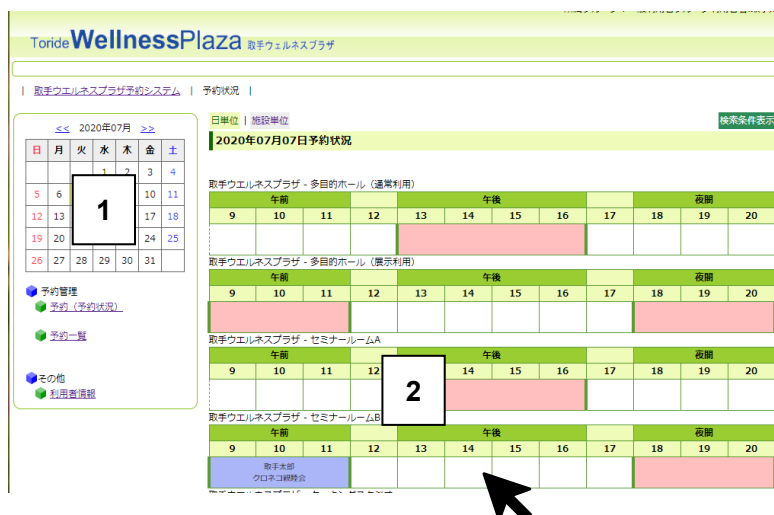 Toride WellnessPlaza 取手ウェルネスプラザ
| 取手ウエルネスプラザ予約システム | 予約状況 |
<< 2020年07月 >>
日 月 火 水 木 金 土
1 2 3 4
5 6 10 11
12 13 17 18
19 20 24 25
26 27 28 29 30 31
1
予約管理
予約（予約状況）
予約一覧
その他
利用者情報
日単位 | 施設単位
検索条件表示
2020年07月07日予約状況
取手ウエルネスプラザ - 多目的ホール（通常利用）
午前 午後 夜間
9 10 11 12 13 14 15 16 17 18 19 20
取手ウエルネスプラザ - 多目的ホール（展示利用）
午前 午後 夜間
9 10 11 12 13 14 15 16 17 18 19 20
取手ウエルネスプラザ - セミナールームA
午前 午後 夜間
9 10 11 12 14 15 16 17 18 19 20
2
取手ウエルネスプラザ - セミナールームB
午前 午後 夜間
9 10 11 12 13 14 15 16 17 18 19 20
取手太郎
クロネコ親睦会